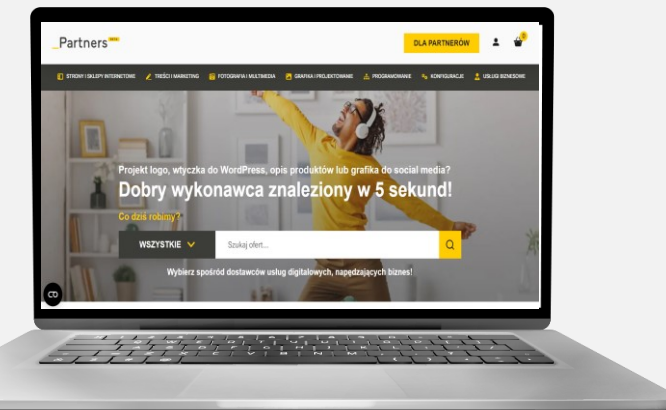 _Partners BETA
DLA PARTNERÓW
0
STRONY I SKLEPY INTERNETOWE TREŚCI I MARKETING FOTOGRAFIA I MULTIMEDIA GRAFIKA I PROJEKTOWANIE PROGRAMOWANIE KONFIGURACJE USŁUGI BIZNESOWE
Projekt logo, wtyczka do WordPress, opis produktów lub grafika do social media?
Dobry wykonawca znaleziony w 5 sekund!
Co dziś robimy?
WSZYSTKIE Szukaj ofert...
Wybierz spośród dostawców usług digitalowych, napędzających biznes!